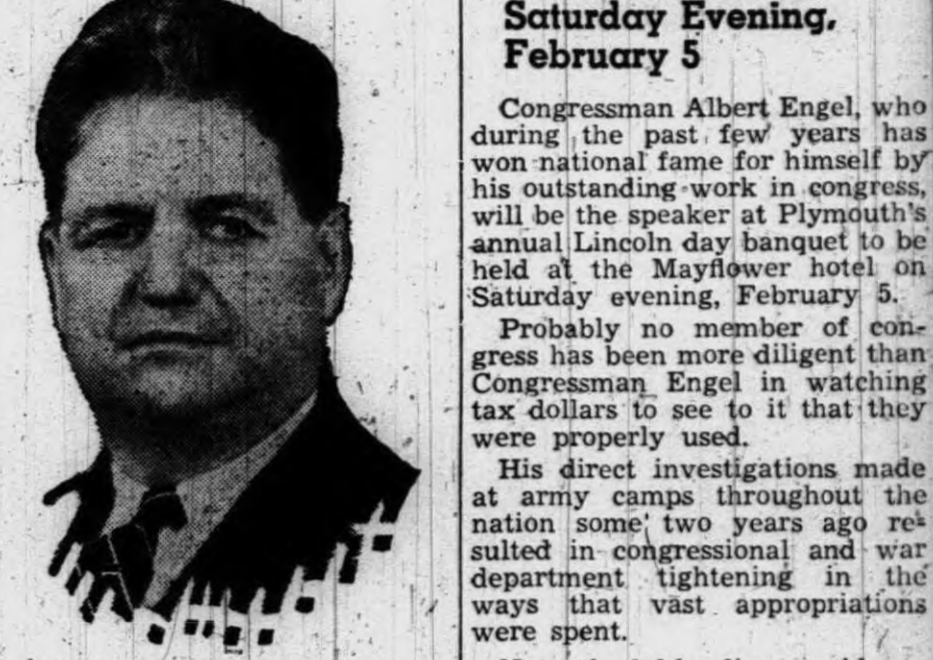 Saturday Evening,
February 5
Congressman Albert Engel, who
during the past few years has
won national fame for himself by
his outstanding work in congress,
will be the speaker at Plymouth's
annual Lincoln day banquet to be
held at the Mayflower hotel on
Saturday evening, February 5.
Probably no member of con-
gress has been more diligent than
Congressman Engel in watching
tax dollars to see to it that they
were properly used.
His direct investigations made
at army camps throughout the
nation some two years ago re-
sulted in congressional and war
department tightening in the
ways that vast appropriations
were spent.